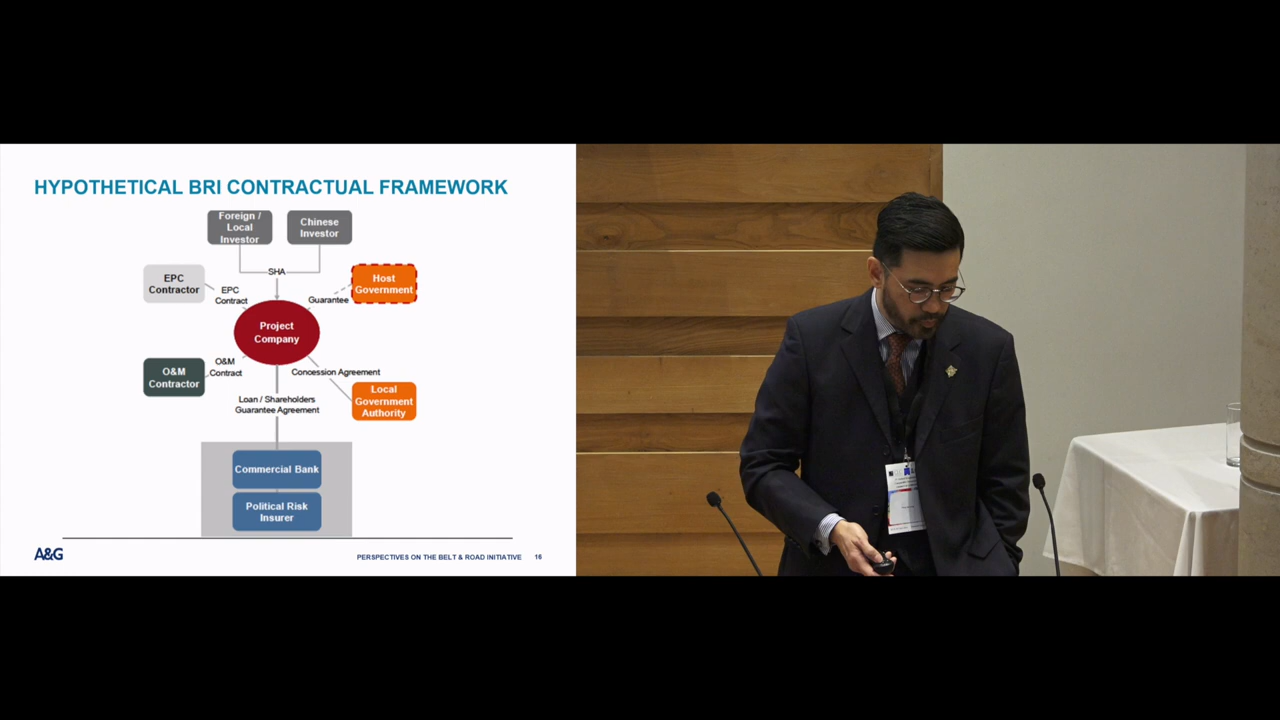 HYPOTHETICAL BRI CONTRACTUAL FRAMEWORK
Foreign /
Local
Investor
Chinese
Investor
SHA
EPC
Contractor
EPC
Contract
Guarantee
Host
Government
Project
Company
O&M
Contractor
O&M
Contract
Concession Agreement
Local
Government
Authority
Loan / Shareholders
Guarantee Agreement
Commercial Bank
Political Risk
Insurer
A&G
PERSPECTIVES ON THE BELT & ROAD INITIATIVE 16